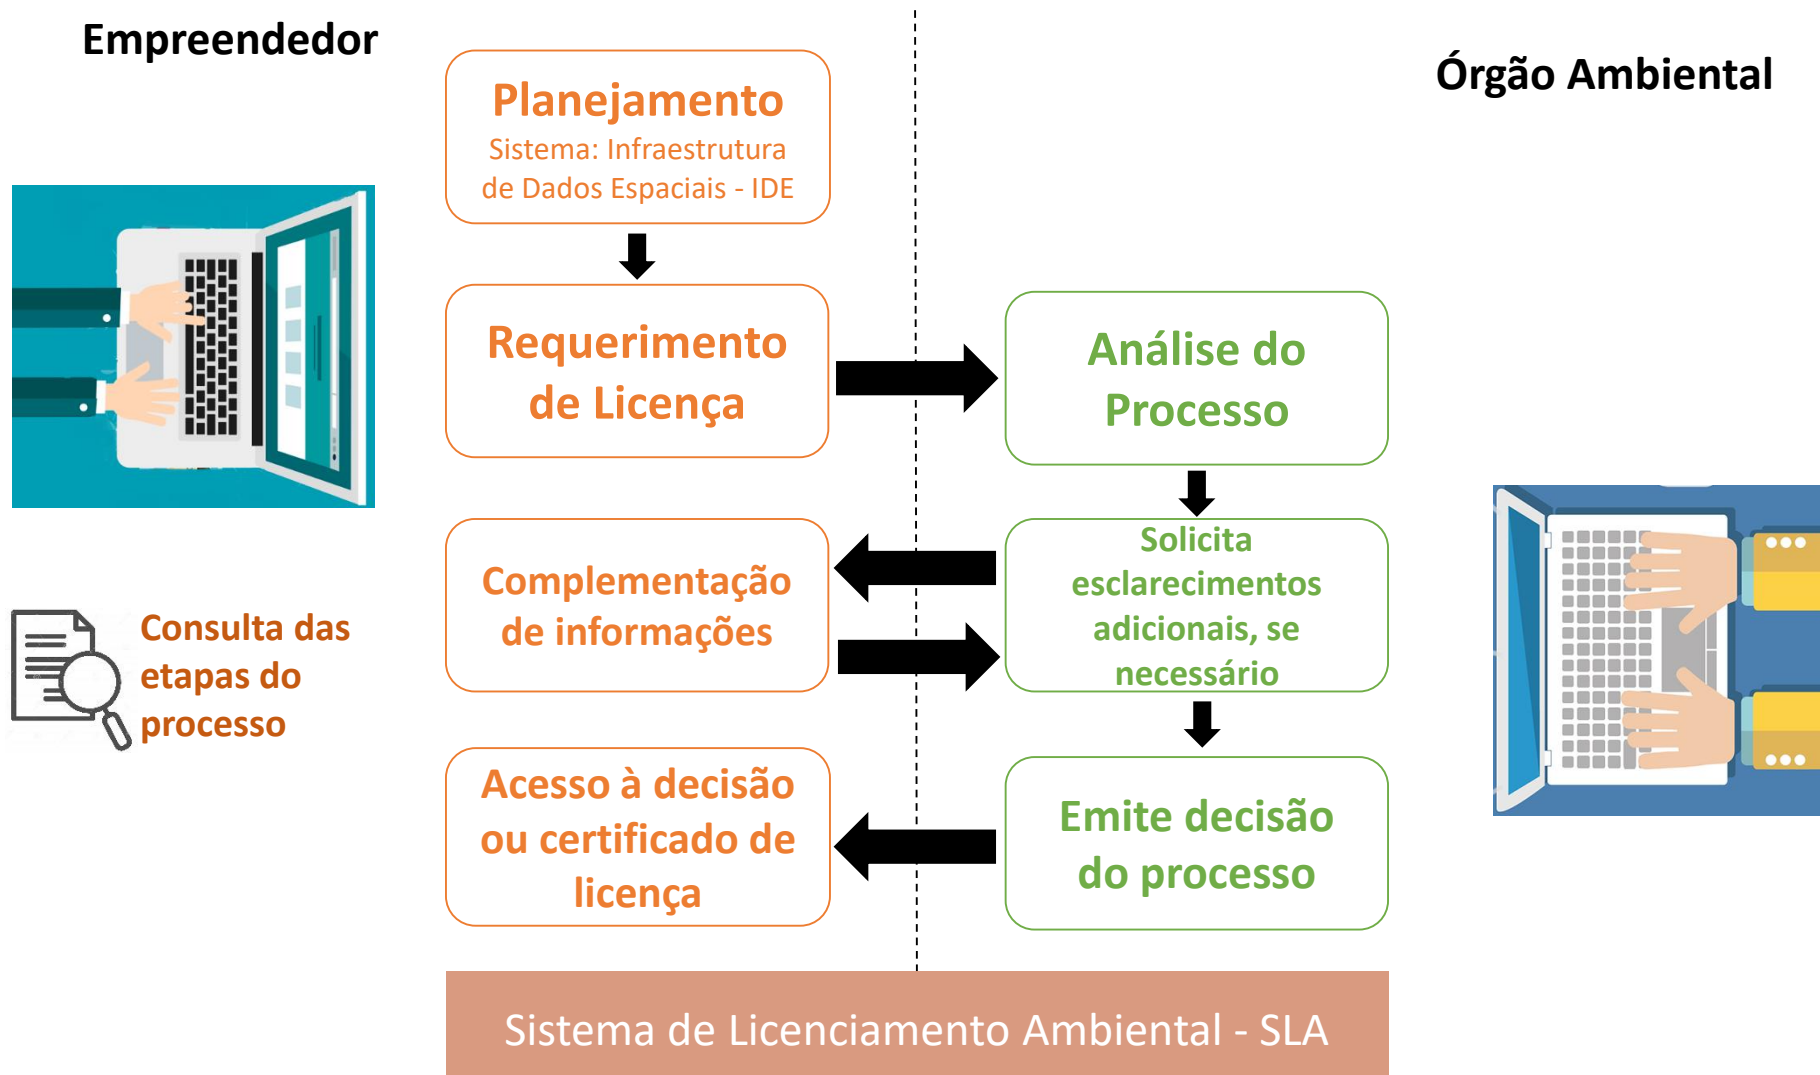 Empreendedor
Órgão Ambiental
Planejamento
Sistema: Infraestrutura
de Dados Espaciais - IDE
Requerimento
de Licença
Análise do
Processo
Complementação
de informações
Solicita
esclarecimentos
adicionais, se
necessário
Consulta das
etapas do
processo
Acesso à decisão
ou certificado de
licença
Emite decisão
do processo
Sistema de Licenciamento Ambiental - SLA